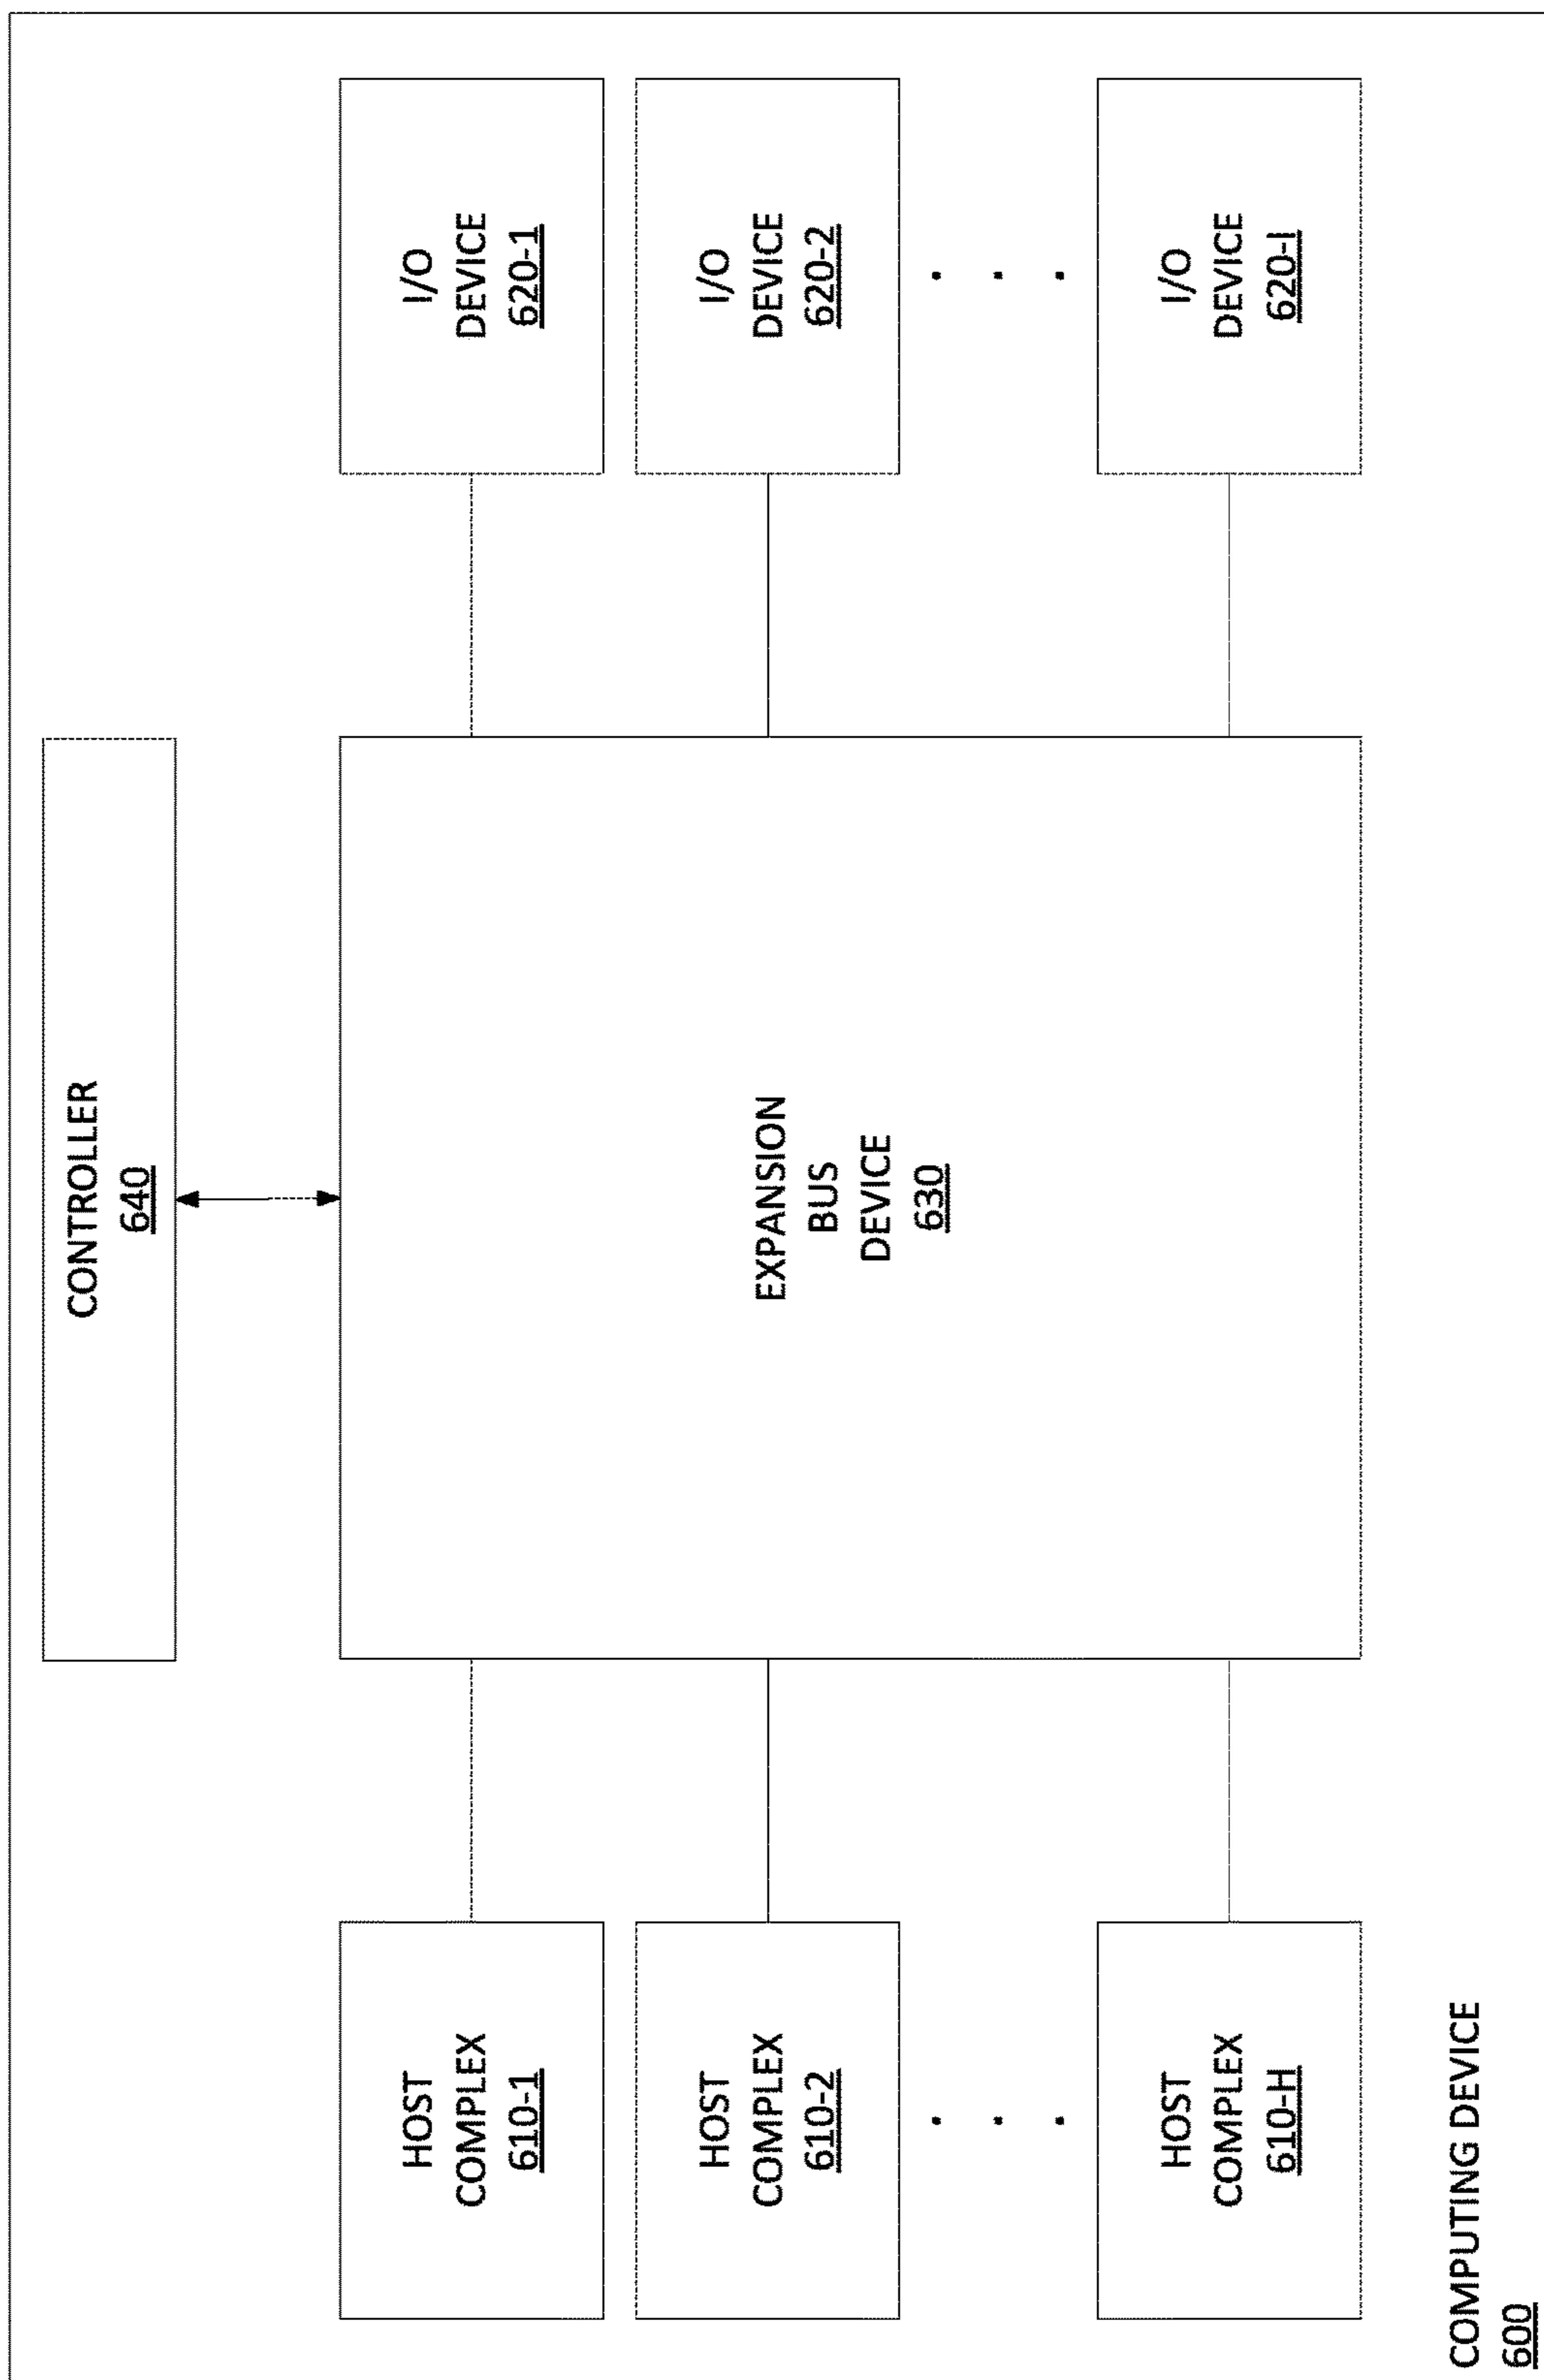 CONTROLLER
640
HOST
COMPLEX
610-1
HOST
COMPLEX
610-2
. . .
HOST
COMPLEX
610-H
EXPANSION
BUS
DEVICE
630
I/O
DEVICE
620-1
I/O
DEVICE
620-2
. . .
I/O
DEVICE
620-I
COMPUTING DEVICE
600